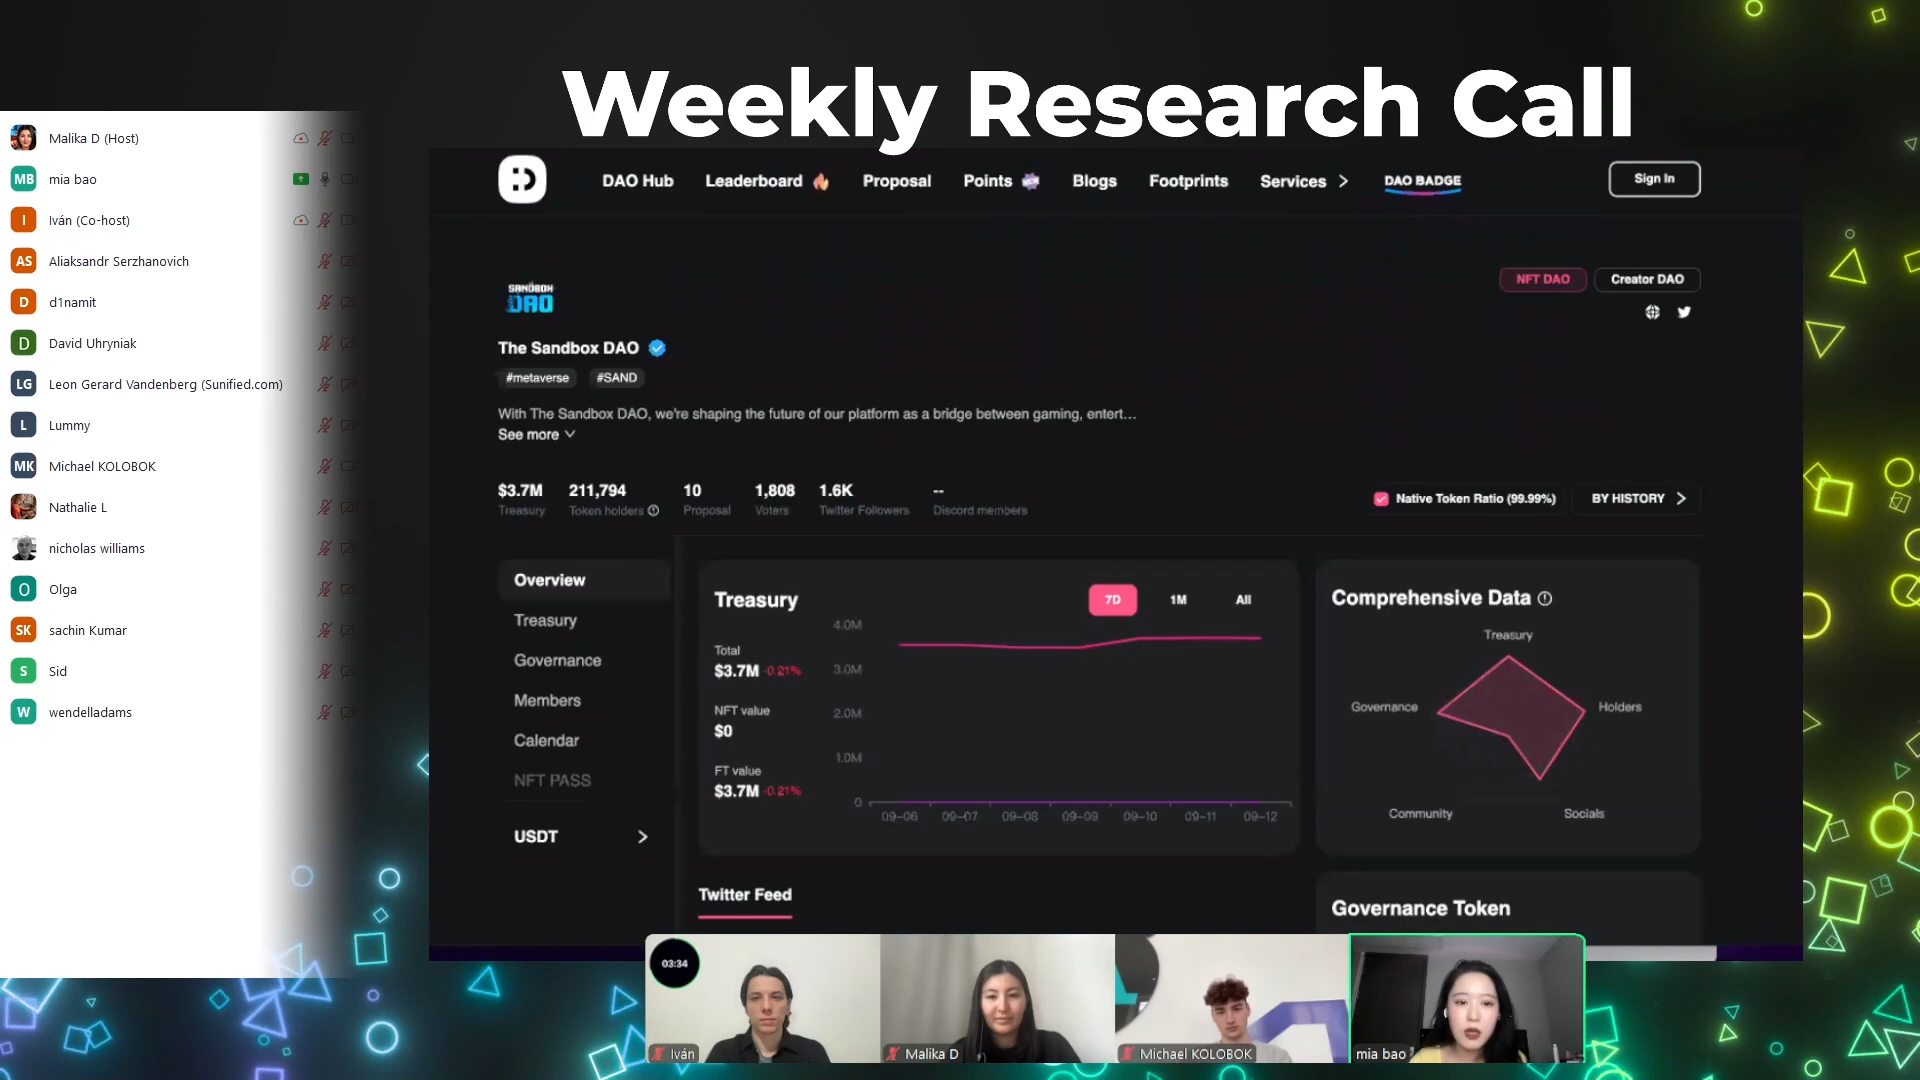 Weekly Research Call
Malika D (Host)
MB mia bao
I Iván (Co-host)
AS Aliaksandr Serzhanovich
D d1namit
D David Uhryniak
LG Leon Gerard Vandenberg (Sunified.com)
L Lummy
MK Michael KOLOBOK
Nathalie L
nicholas williams
O Olga
SK sachin Kumar
S Sid
W wendelladams
DAO Hub Leaderboard Proposal Points Blogs Footprints Services DAO BADGE Sign In
SANDBOX
DAO
NFT DAO Creator DAO
The Sandbox DAO
#metaverse #SAND
With The Sandbox DAO, we're shaping the future of our platform as a bridge between gaming, entert...
See more
$3.7M 211,794 10 1,808 1.6K --
Treasury Token holders Proposal Voters Twitter Followers Discord members
Native Token Ratio (99.99%) BY HISTORY
Overview
Treasury
Governance
Members
Calendar
NFT PASS
USDT
Treasury 7D 1M All
Total
$3.7M -0.21%
NFT value
$0
FT value
$3.7M -0.21%
4.0M
3.0M
2.0M
1.0M
0
09-06 09-07 09-08 09-09 09-10 09-11 09-12
Comprehensive Data
Treasury
Governance Holders
Community Socials
Twitter Feed
Governance Token
03:34
Iván Malika D Michael KOLOBOK mia bao